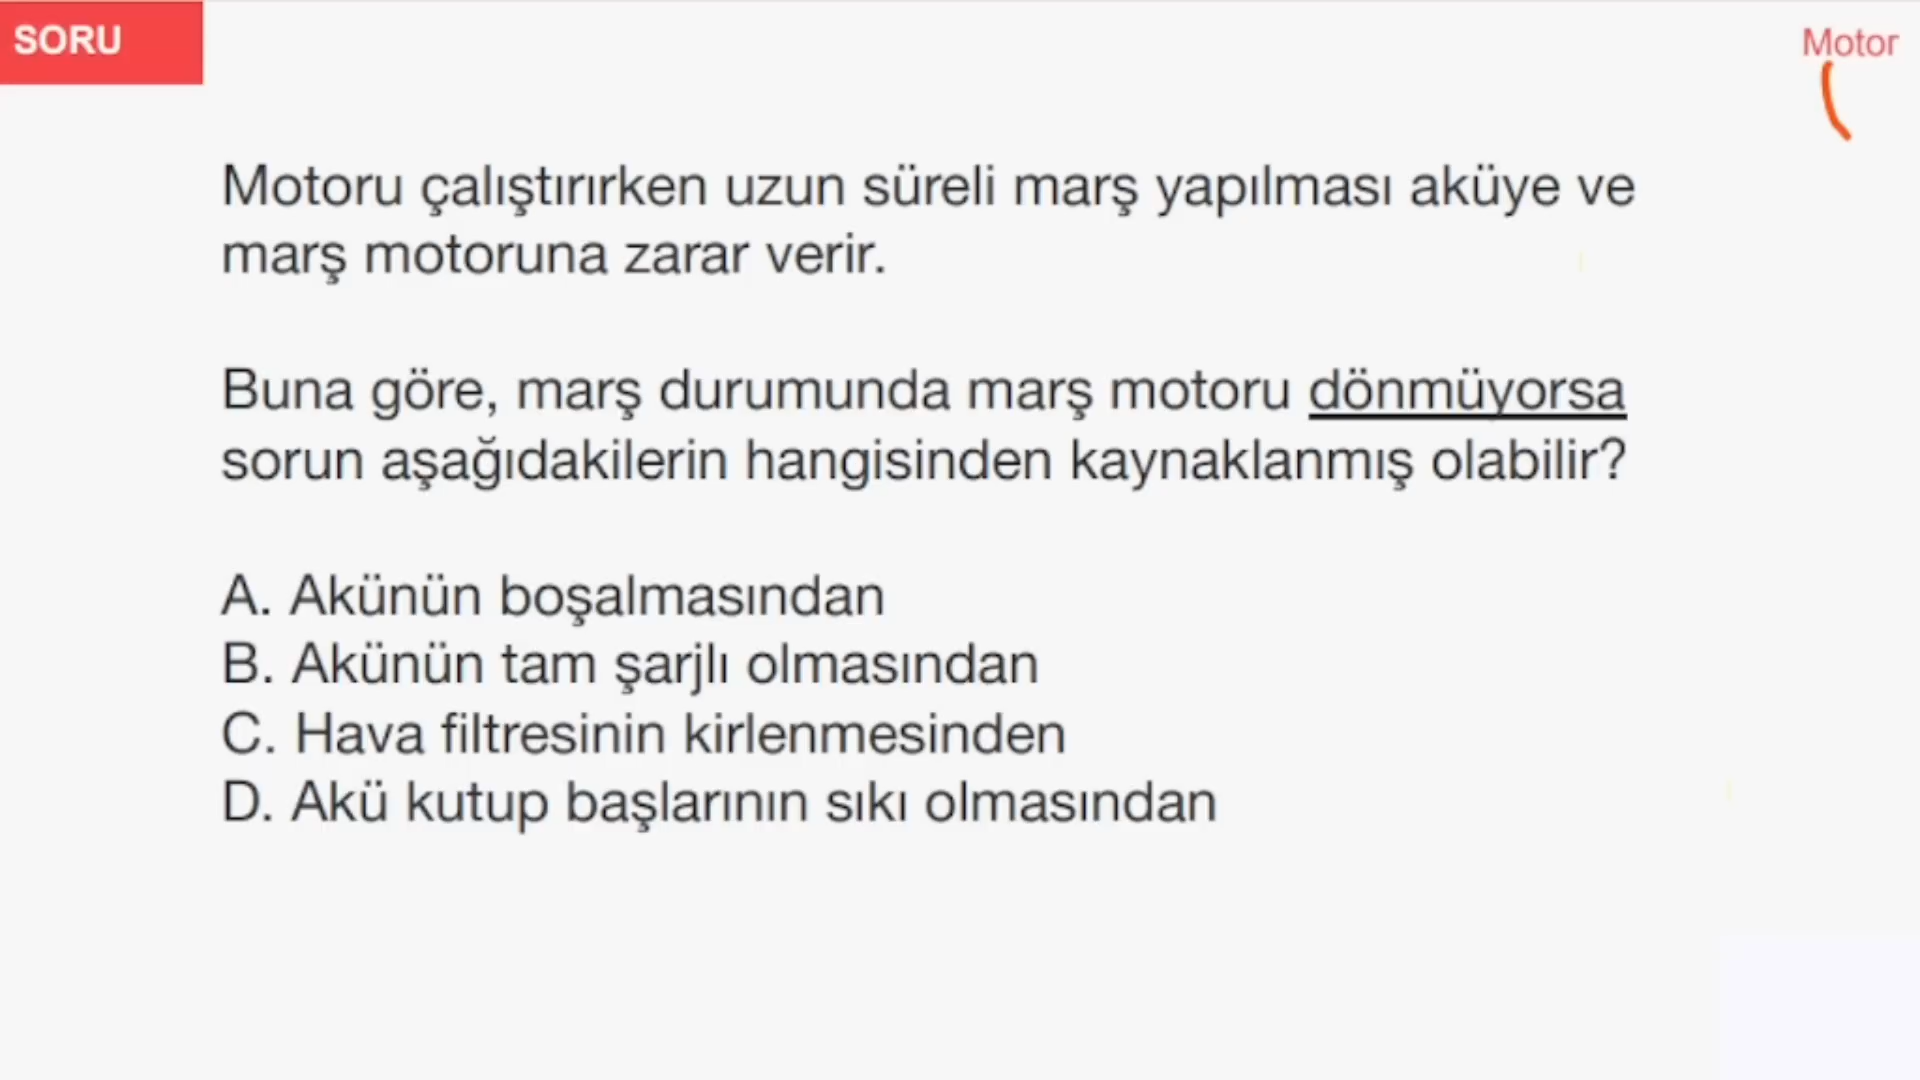 SORU
Motor
Motoru çalıştırırken uzun süreli marş yapılması aküye ve
marş motoruna zarar verir.
Buna göre, marş durumunda marş motoru dönmüyorsa
sorun aşağıdakilerin hangisinden kaynaklanmış olabilir?
A. Akünün boşalmasından
B. Akünün tam şarjlı olmasından
C. Hava filtresinin kirlenmesinden
D. Akü kutup başlarının sıkı olmasından